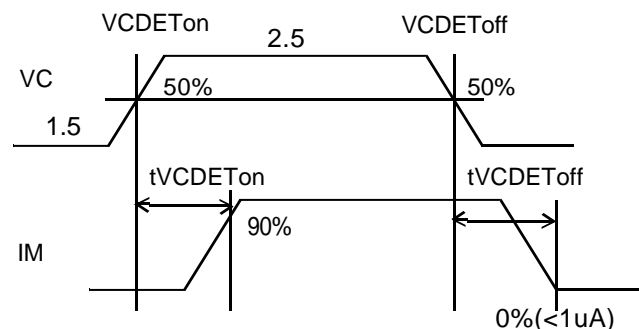 VCDETon
VCDEToff
2.5
VC
50%
50%
1.5
tVCDETon
tVCDEToff
90%
IM
0%(<1uA)